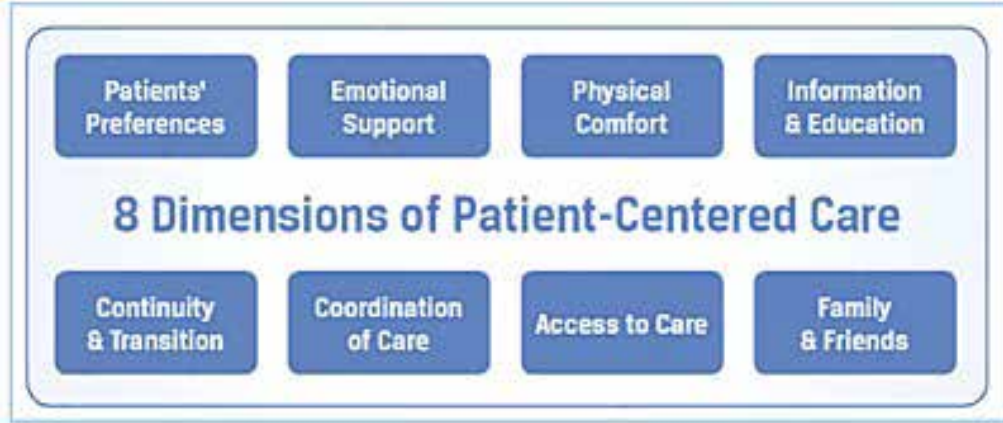 Patients'
Preferences
Emotional
Support
Physical
Comfort
Information
& Education
8 Dimensions of Patient-Centered Care
Continuity
& Transition
Coordination
of Care
Access to Care
Family
& Friends